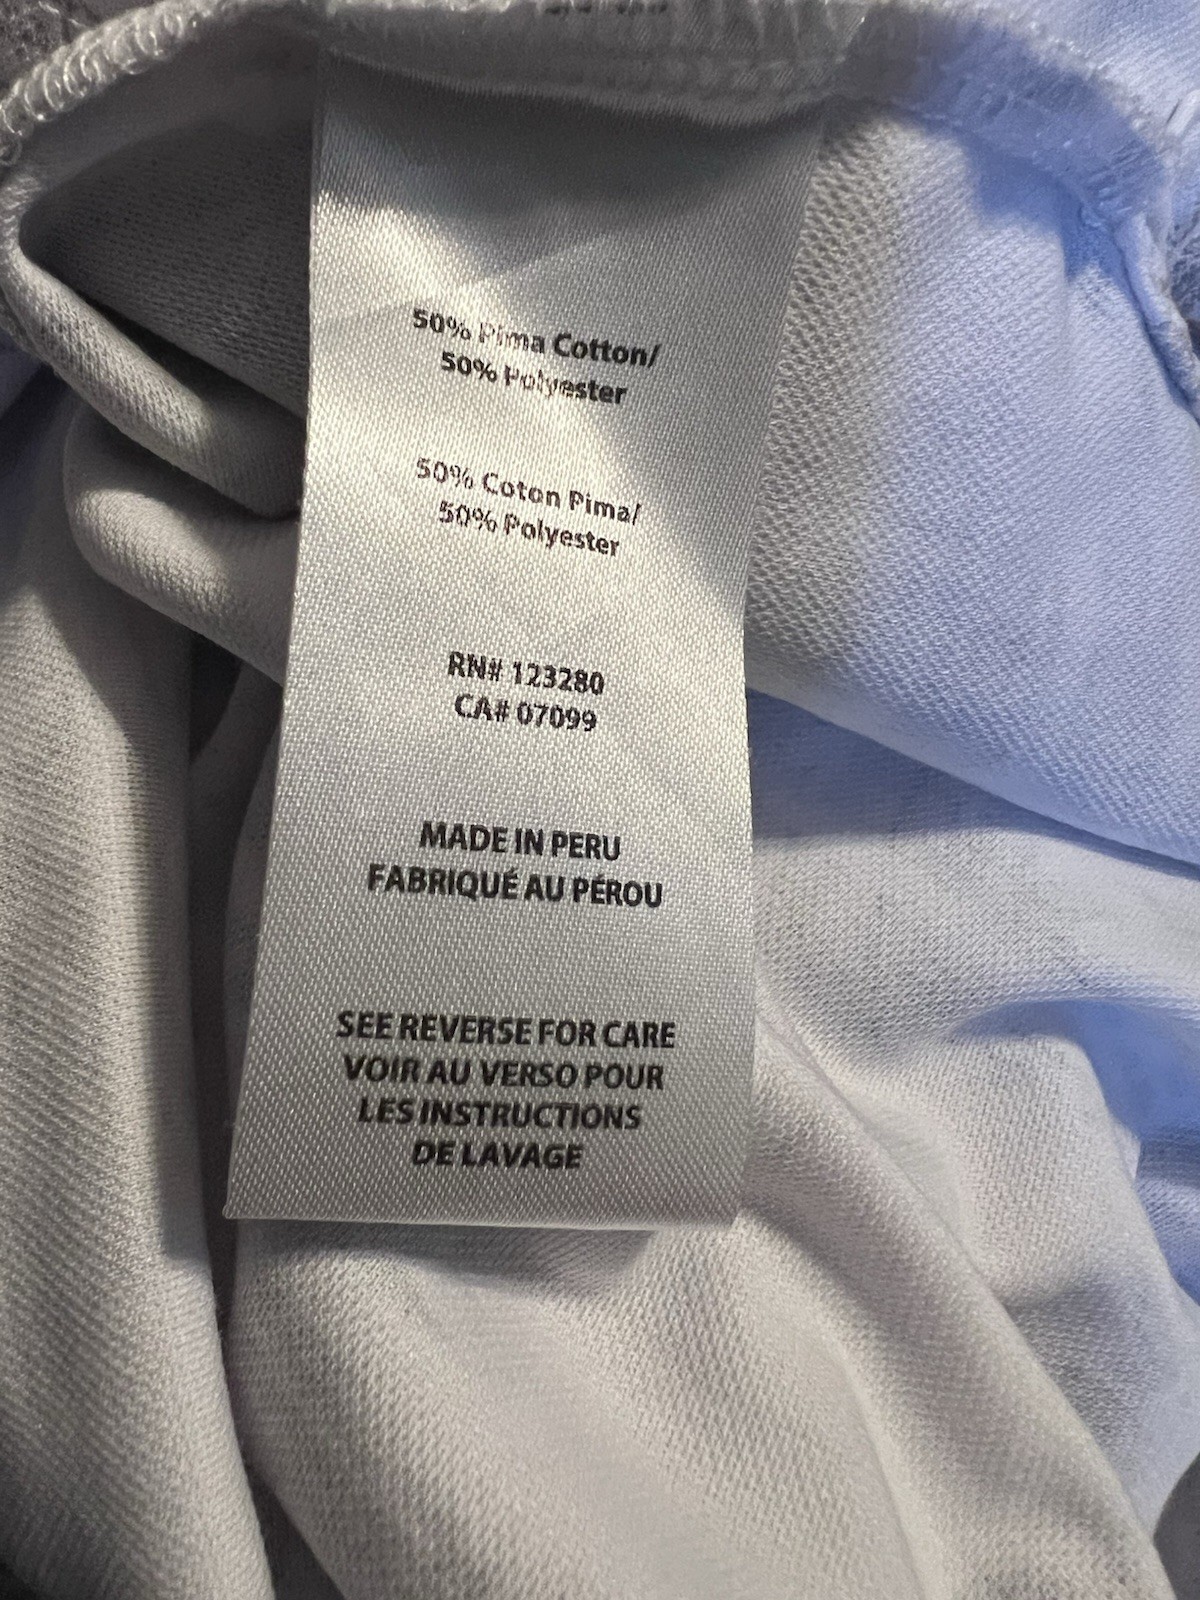 50% Pima Cotton/
50% Polyester
50% Coton Pima/
50% Polyester
RN# 123280
CA# 07099
MADE IN PERU
FABRIQUÉ AU PÉROU
SEE REVERSE FOR CARE
VOIR AU VERSO POUR
LES INSTRUCTIONS
DE LAVAGE